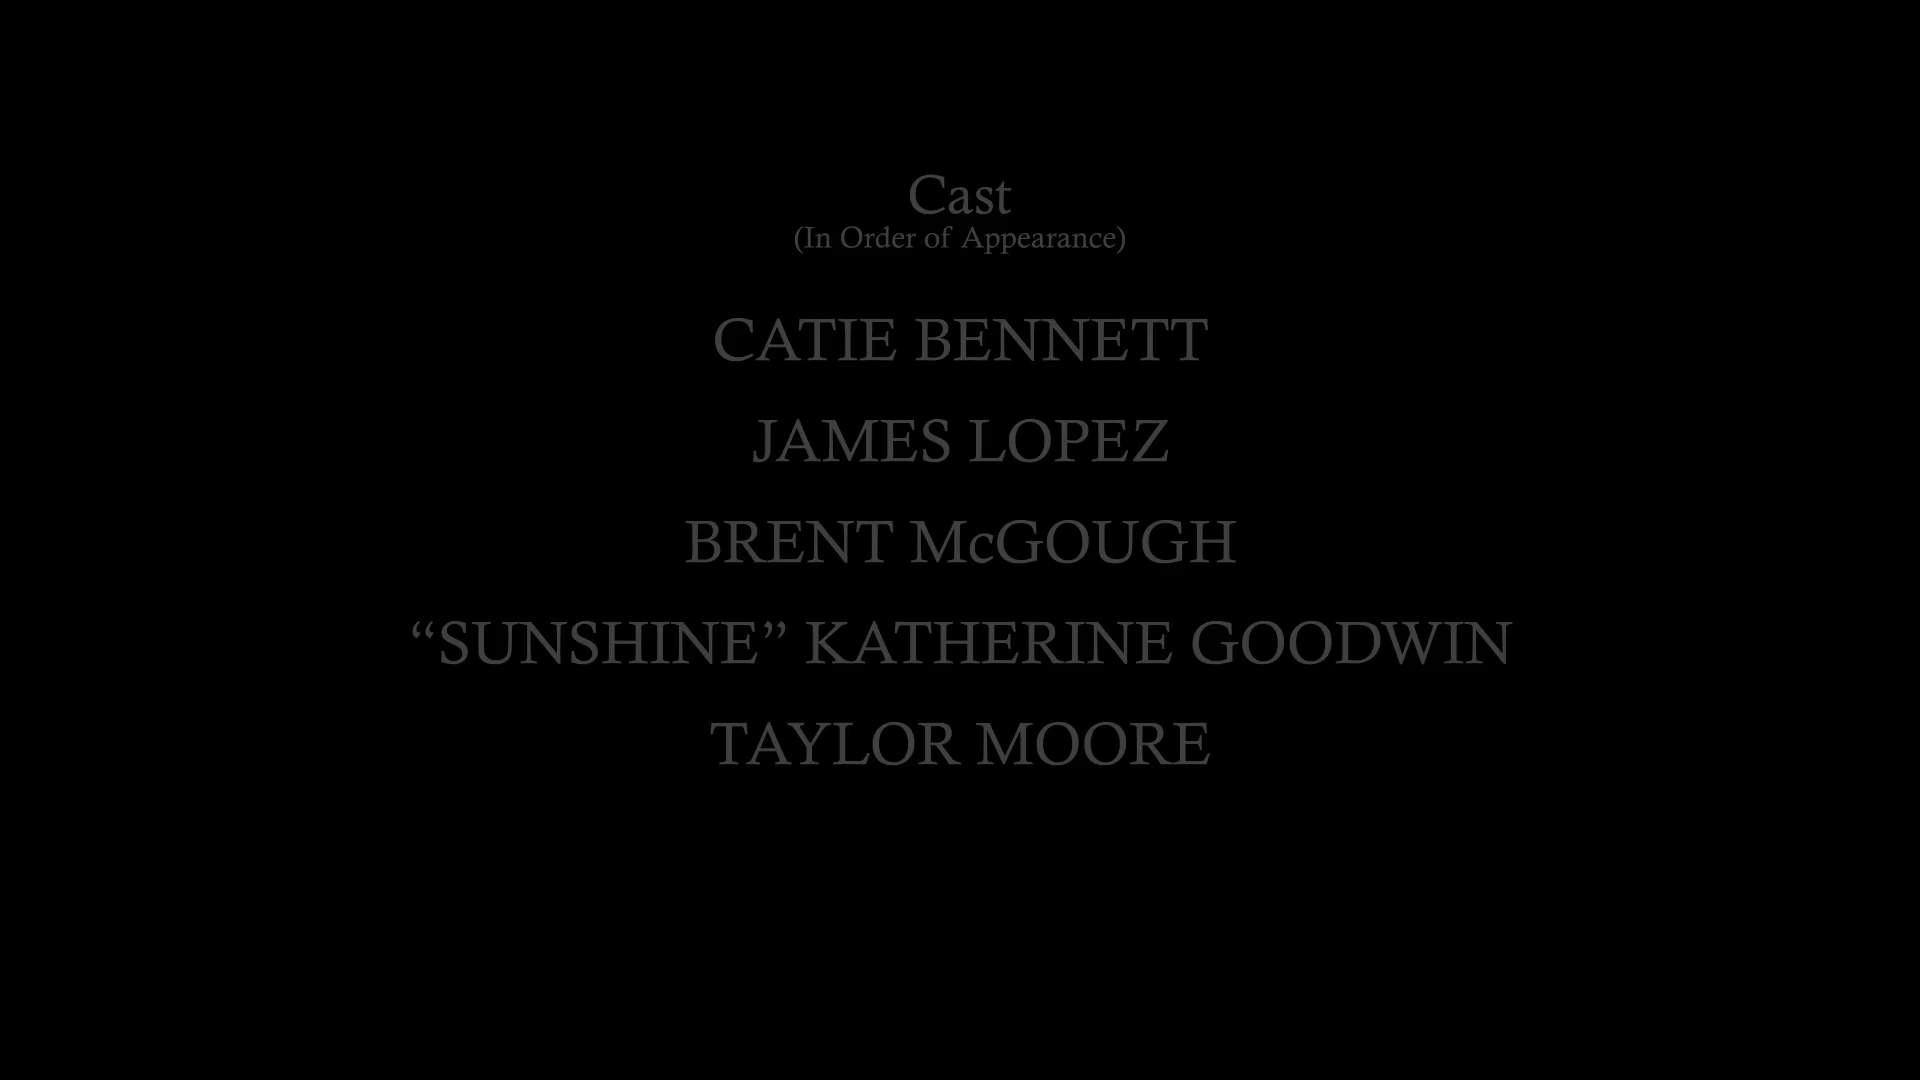 Cast
(In Order of Appearance)
CATIE BENNETT
JAMES LOPEZ
BRENT McGOUGH
“SUNSHINE” KATHERINE GOODWIN
TAYLOR MOORE